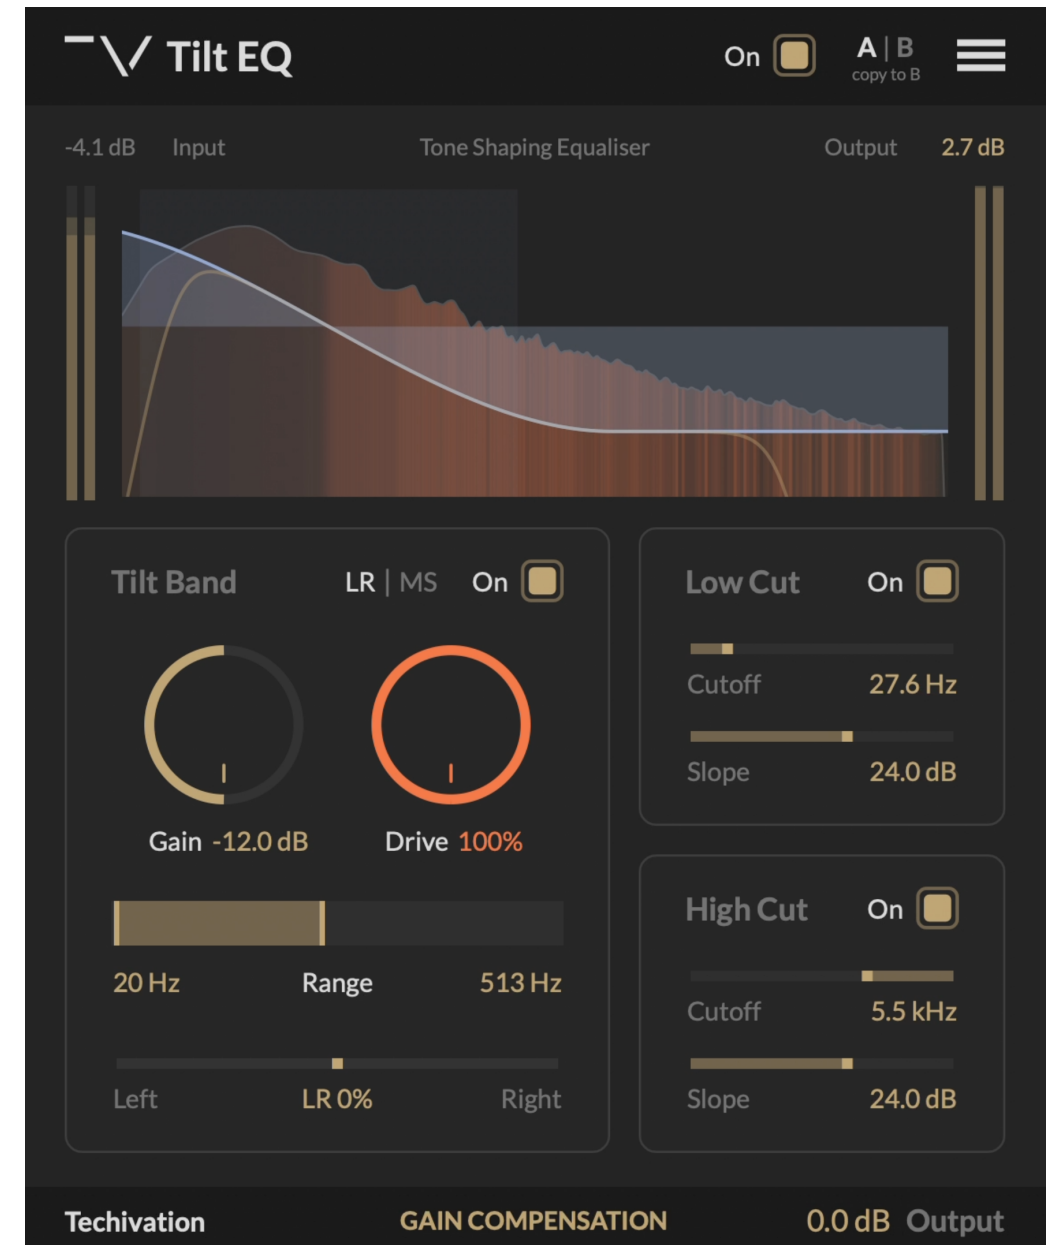 Tilt EQ On A | B
copy to B
-4.1 dB Input Tone Shaping Equaliser Output 2.7 dB
Tilt Band LR | MS On
Gain -12.0 dB Drive 100%
20 Hz Range 513 Hz
Left LR 0% Right
Low Cut On
Cutoff 27.6 Hz
Slope 24.0 dB
High Cut On
Cutoff 5.5 kHz
Slope 24.0 dB
Techivation GAIN COMPENSATION 0.0 dB Output